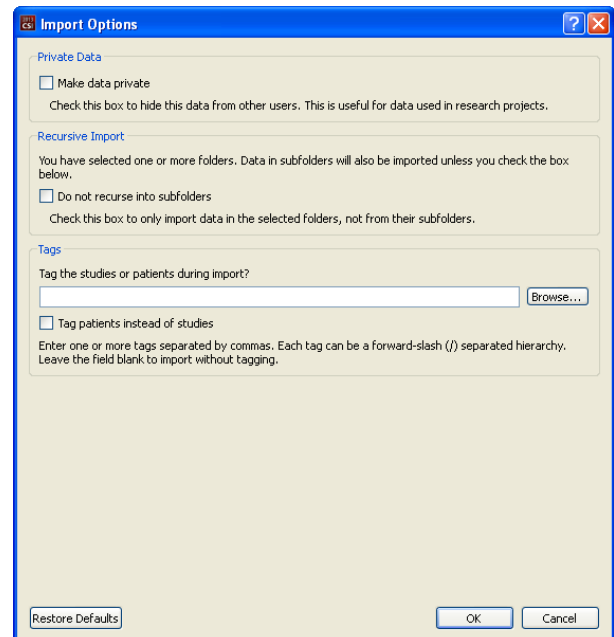 2013
CSi
Import Options
Private Data
Make data private
Check this box to hide this data from other users. This is useful for data used in research projects.
Recursive Import
You have selected one or more folders. Data in subfolders will also be imported unless you check the box
below.
Do not recurse into subfolders
Check this box to only import data in the selected folders, not from their subfolders.
Tags
Tag the studies or patients during import?
Browse...
Tag patients instead of studies
Enter one or more tags separated by commas. Each tag can be a forward-slash (/) separated hierarchy.
Leave the field blank to import without tagging.
Restore Defaults
OK
Cancel